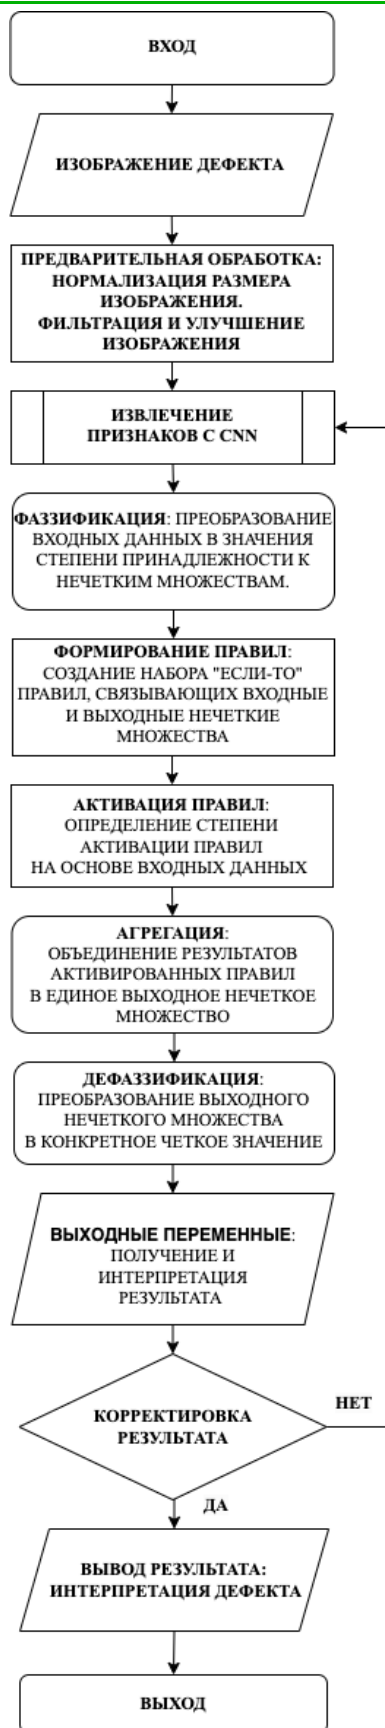 ВХОД
ИЗОБРАЖЕНИЕ ДЕФЕКТА
ПРЕДВАРИТЕЛЬНАЯ ОБРАБОТКА:
НОРМАЛИЗАЦИЯ РАЗМЕРА
ИЗОБРАЖЕНИЯ.
ФИЛЬТРАЦИЯ И УЛУЧШЕНИЕ
ИЗОБРАЖЕНИЯ
ИЗВЛЕЧЕНИЕ
ПРИЗНАКОВ С CNN
ФАЗЗИФИКАЦИЯ: ПРЕОБРАЗОВАНИЕ
ВХОДНЫХ ДАННЫХ В ЗНАЧЕНИЯ
СТЕПЕНИ ПРИНАДЛЕЖНОСТИ К
НЕЧЕТКИМ МНОЖЕСТВАМ.
ФОРМИРОВАНИЕ ПРАВИЛ:
СОЗДАНИЕ НАБОРА "ЕСЛИ-ТО"
ПРАВИЛ, СВЯЗЫВАЮЩИХ ВХОДНЫЕ
И ВЫХОДНЫЕ НЕЧЕТКИЕ
МНОЖЕСТВА
АКТИВАЦИЯ ПРАВИЛ:
ОПРЕДЕЛЕНИЕ СТЕПЕНИ
АКТИВАЦИИ ПРАВИЛ
НА ОСНОВЕ ВХОДНЫХ ДАННЫХ
АГРЕГАЦИЯ:
ОБЪЕДИНЕНИЕ РЕЗУЛЬТАТОВ
АКТИВИРОВАННЫХ ПРАВИЛ
В ЕДИНОЕ ВЫХОДНОЕ НЕЧЕТКОЕ
МНОЖЕСТВО
ДЕФАЗЗИФИКАЦИЯ:
ПРЕОБРАЗОВАНИЕ ВЫХОДНОГО
НЕЧЕТКОГО МНОЖЕСТВА
В КОНКРЕТНОЕ ЧЕТКОЕ ЗНАЧЕНИЕ
ВЫХОДНЫЕ ПЕРЕМЕННЫЕ:
ПОЛУЧЕНИЕ И
ИНТЕРПРЕТАЦИЯ
РЕЗУЛЬТАТА
КОРРЕКТИРОВКА
РЕЗУЛЬТАТА
НЕТ
ДА
ВЫВОД РЕЗУЛЬТАТА:
ИНТЕРПРЕТАЦИЯ ДЕФЕКТА
ВЫХОД